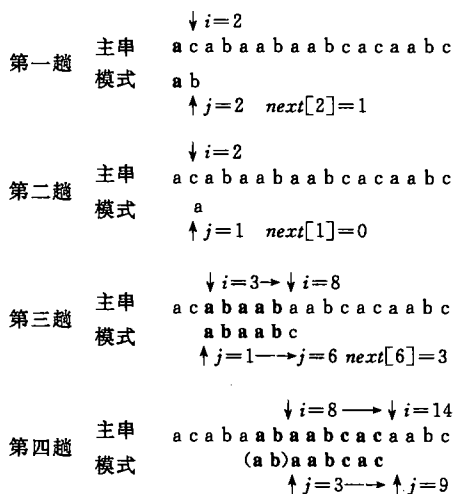 ↓ i=2
主串 a c a b a a b a a b c a c a a b c
第一趟
模式 a b
↑ j=2 next[2]=1
↓ i=2
主串 a c a b a a b a a b c a c a a b c
第二趟
模式 a
↑ j=1 next[1]=0
↓ i=3→↓ i=8
主串 a c a b a a b a a b c a c a a b c
第三趟
模式 a b a a b c
↑ j=1→j=6 next[6]=3
↓ i=8→↓ i=14
主串 a c a b a a b a a b c a c a a b c
第四趟
模式 (a b)a a b c a c
↑ j=3→↑ j=9